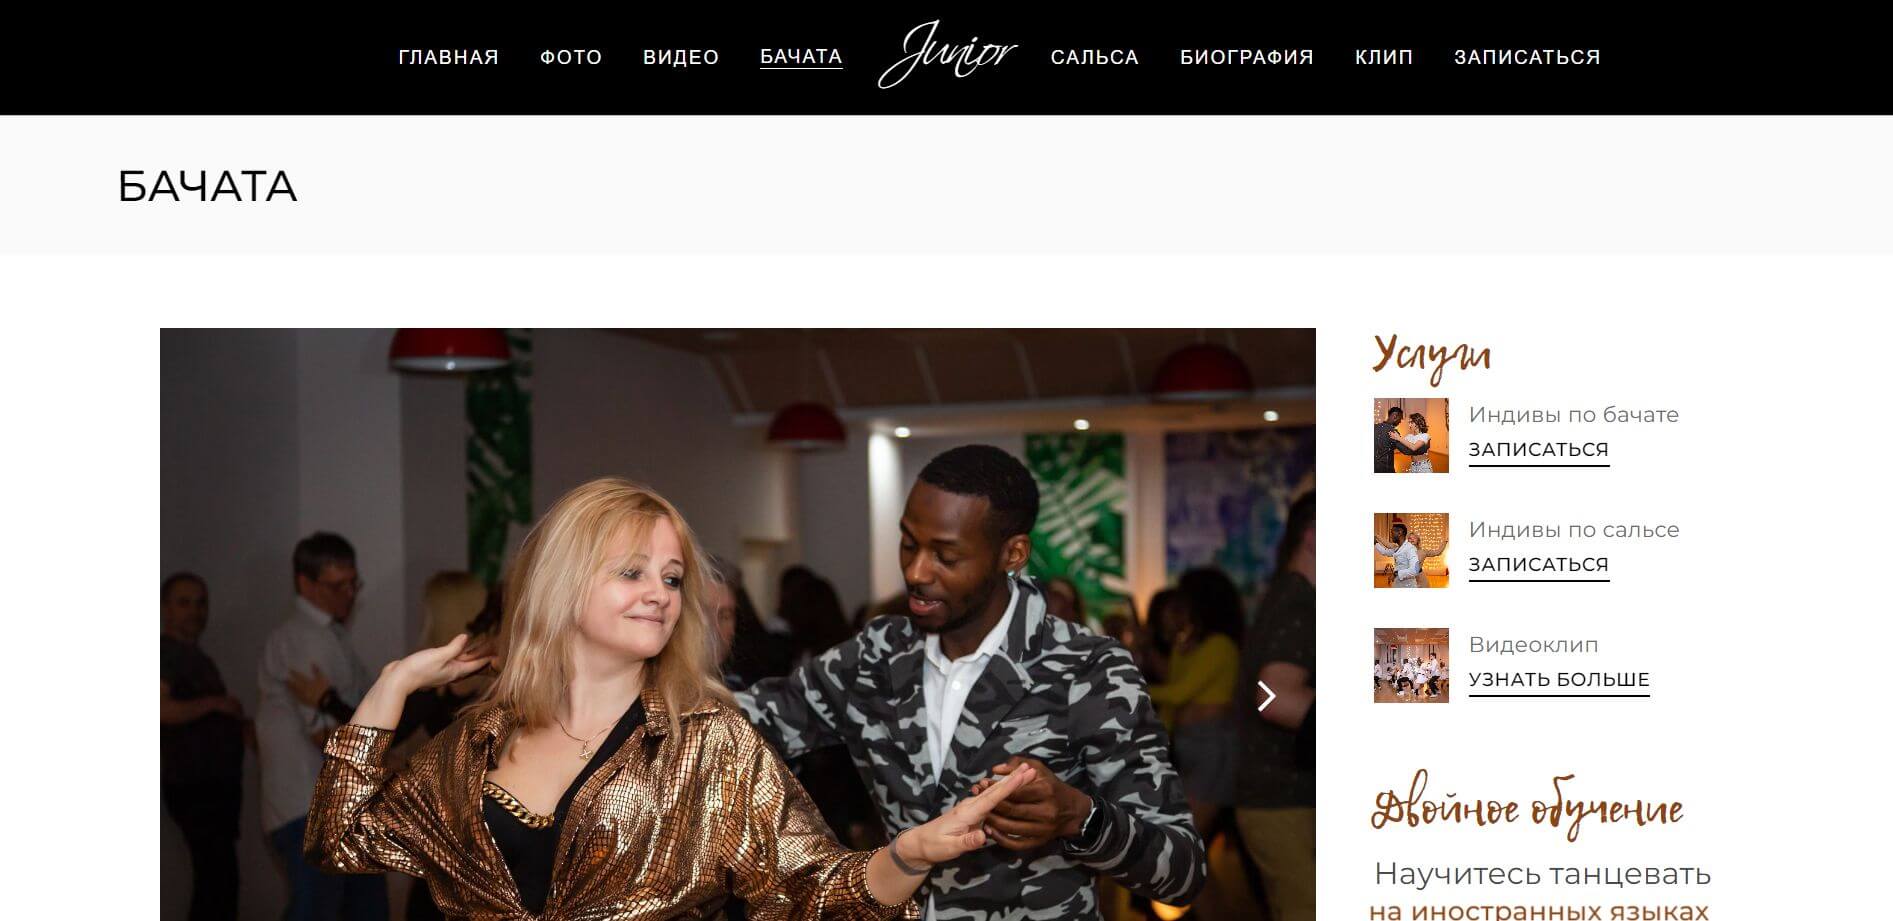 ГЛАВНАЯ ФОТО ВИДЕО БАЧАТА Junior САЛЬСА БИОГРАФИЯ КЛИП ЗАПИСАТЬСЯ
БАЧАТА
Услуги
Индивы по бачате
ЗАПИСАТЬСЯ
Индивы по сальсе
ЗАПИСАТЬСЯ
Видеоклип
УЗНАТЬ БОЛЬШЕ
Двойное обучение
Научитесь танцевать
на иностранных языках